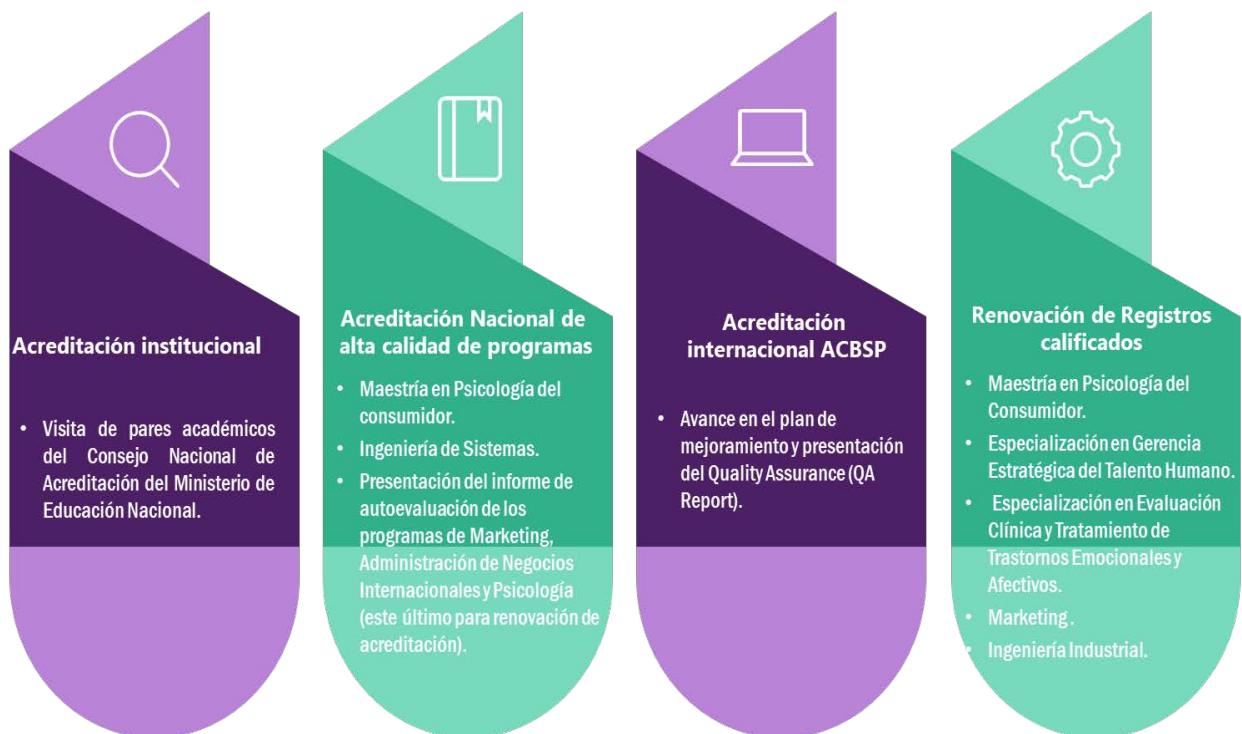 Acreditación institucional
• Visita de pares académicos
del Consejo Nacional de
Acreditación del Ministerio de
Educación Nacional.
Acreditación Nacional de
alta calidad de programas
• Maestría en Psicología del
consumidor.
• Ingeniería de Sistemas.
• Presentación del informe de
autoevaluación de los
programas de Marketing,
Administración de Negocios
Internacionales y Psicología
(este último para renovación de
acreditación).
Acreditación
internacional ACBSP
• Avance en el plan de
mejoramiento y presentación
del Quality Assurance (QA
Report).
Renovación de Registros
calificados
• Maestría en Psicología del
Consumidor.
• Especialización en Gerencia
Estratégica del Talento Humano.
• Especialización en Evaluación
Clínica y Tratamiento de
Trastornos Emocionales y
Afectivos.
• Marketing .
• Ingeniería Industrial.